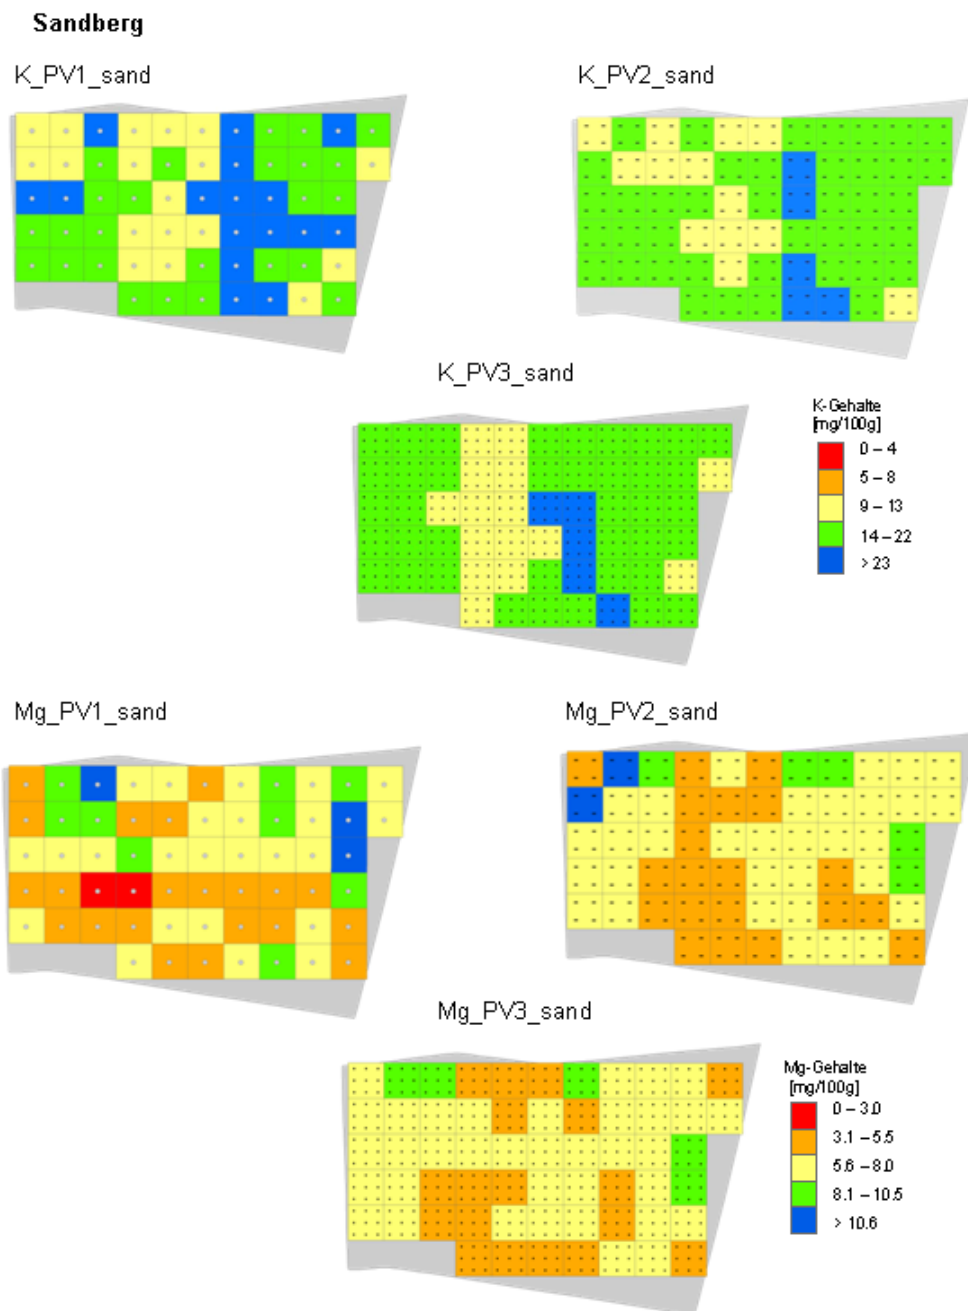 Sandberg
K_PV1_sand
K_PV2_sand
K_PV3_sand
K-Gehalte
[mg/100g]
0 – 4
5 – 8
9 – 13
14 – 22
> 23
Mg_PV1_sand
Mg_PV2_sand
Mg_PV3_sand
Mg-Gehalte
[mg/100g]
0 – 3.0
3.1 – 5.5
5.6 – 8.0
8.1 – 10.5
> 10.6